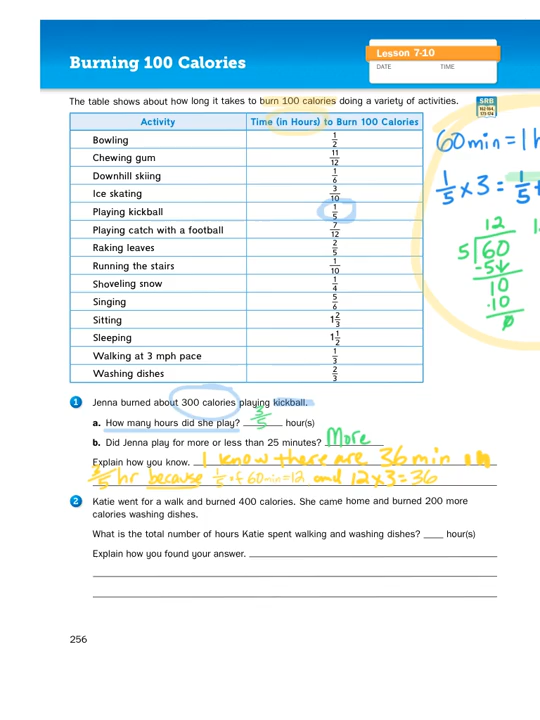 Burning 100 Calories
Lesson 7-10
DATE TIME
The table shows about how long it takes to burn 100 calories doing a variety of activities.
SRB
162-164,
Activity Time (in Hours) to Burn 100 Calories
Bowling 1/2
Chewing gum 11/12
Downhill skiing 1/6
Ice skating 3/10
Playing kickball 1/5
Playing catch with a football 7/12
Raking leaves 2/5
Running the stairs 1/10
Shoveling snow 1/4
Singing 5/6
Sitting 1 2/3
Sleeping 1 1/2
Walking at 3 mph pace 1/3
Washing dishes 2/3
60min = 1 h
1/5 x 3 = 1/5 +
12
5 60
-5
10
-10
0
1 Jenna burned about 300 calories playing kickball.
a. How many hours did she play? 3/5 hour(s)
b. Did Jenna play for more or less than 25 minutes? More
Explain how you know. I know there are 36 min in
3/5 hr because 1/5 of 60min=12 and 12x3=36
2 Katie went for a walk and burned 400 calories. She came home and burned 200 more
calories washing dishes.
What is the total number of hours Katie spent walking and washing dishes? ____ hour(s)
Explain how you found your answer.
256